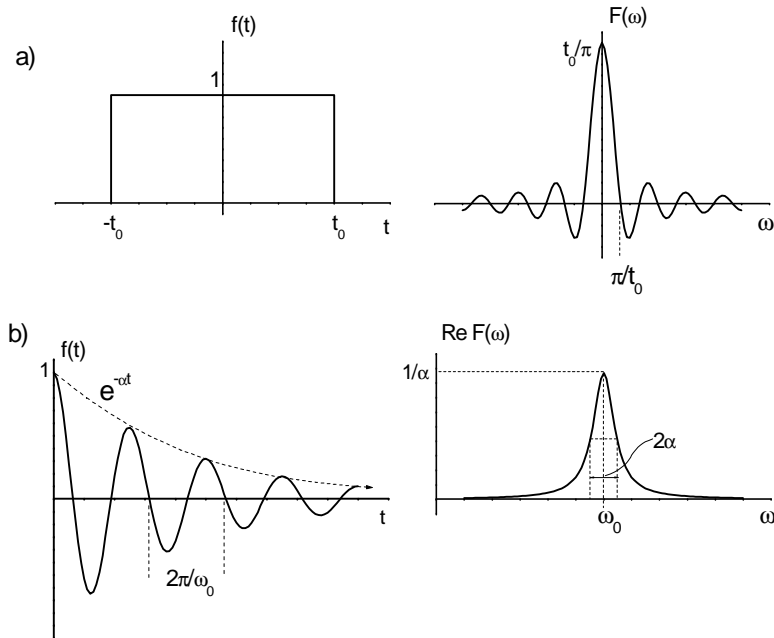 a)
f(t)
1
-t₀
t₀
t
F(ω)
t₀/π
π/t₀
ω
b)
f(t)
1
e^-αt
2π/ω₀
t
Re F(ω)
1/α
2α
ω₀
ω